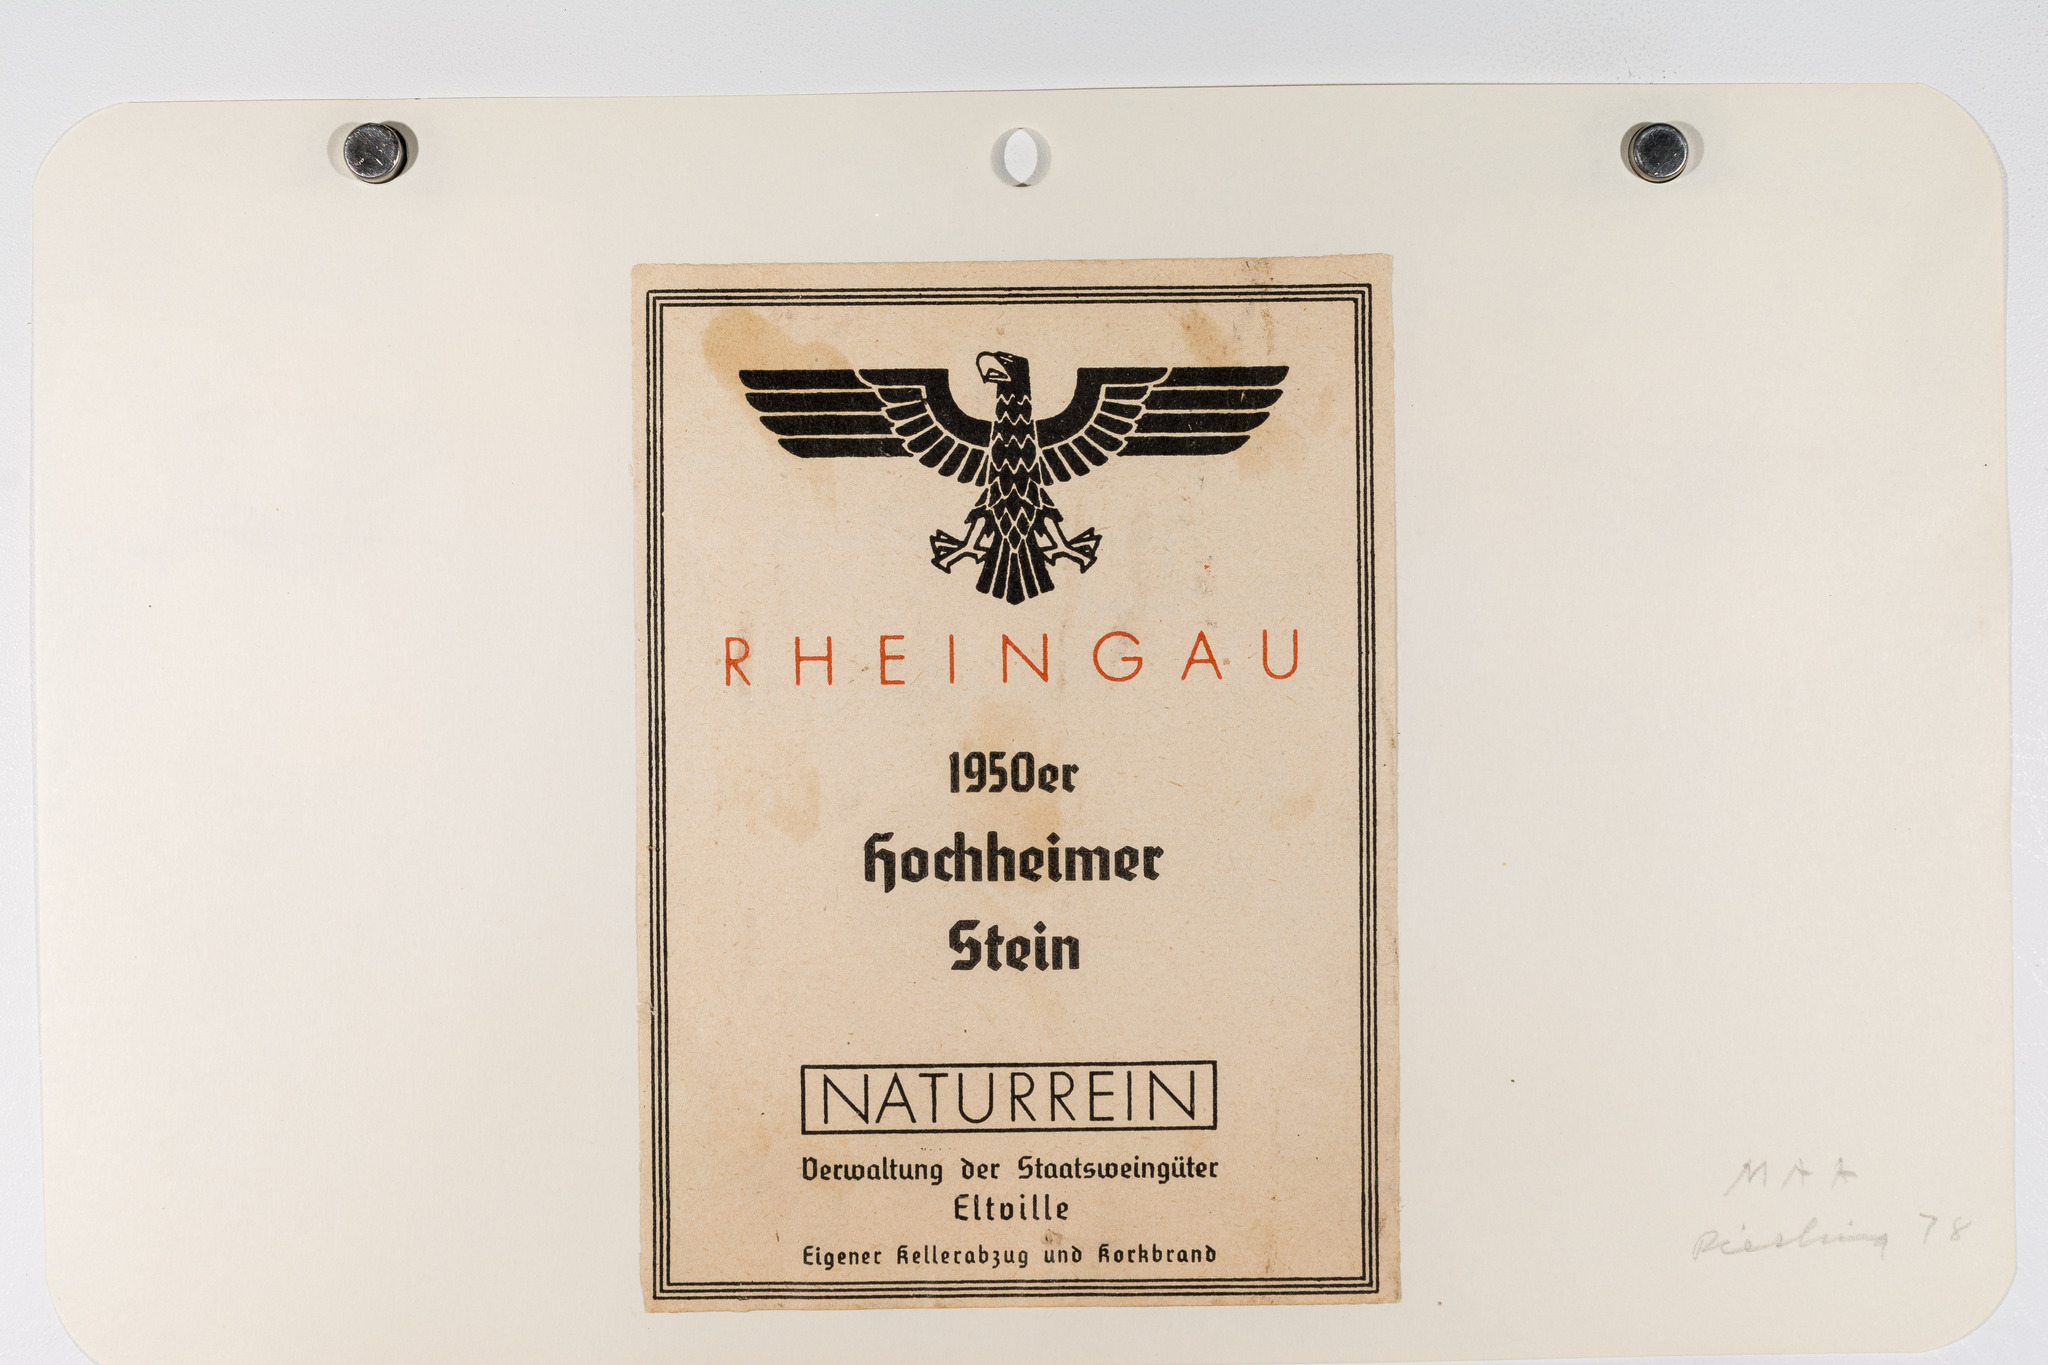 RHEINGAU
1950er
Hochheimer
Stein
NATURREIN
Verwaltung der Staatsweingüter
Eltville
Eigener Kellerabzug und Korkbrand
MAA
Riesling 78